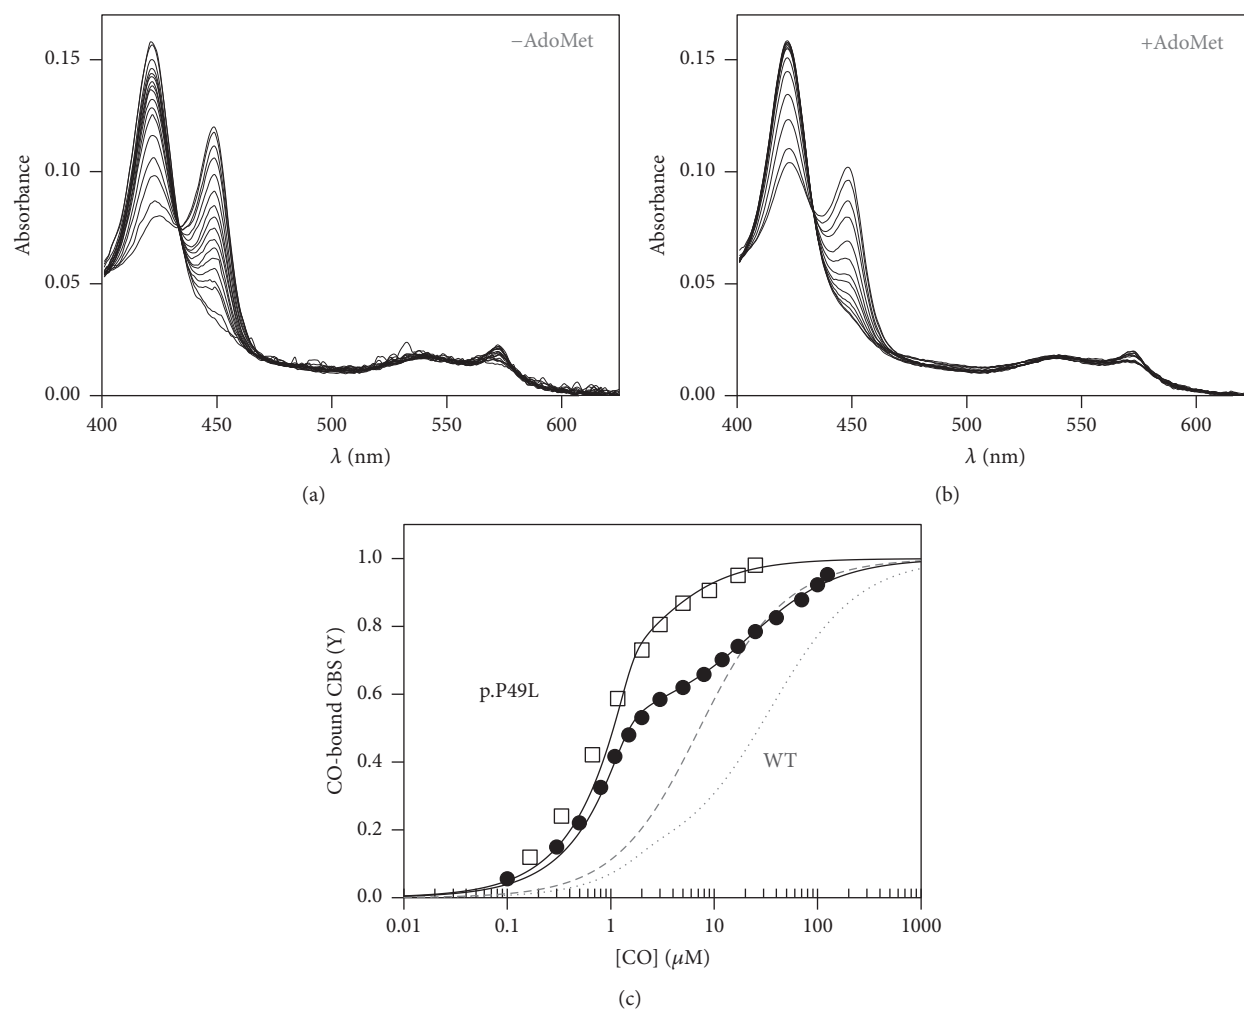 −AdoMet
0.15
0.10
0.05
0.00
Absorbance
400 450 500 550 600
λ (nm)
(a)
+AdoMet
0.15
0.10
0.05
0.00
Absorbance
400 450 500 550 600
λ (nm)
(b)
1.0
0.8
0.6
0.4
0.2
0.0
CO-bound CBS (Y)
p.P49L
WT
0.01 0.1 1 10 100 1000
[CO] (μM)
(c)